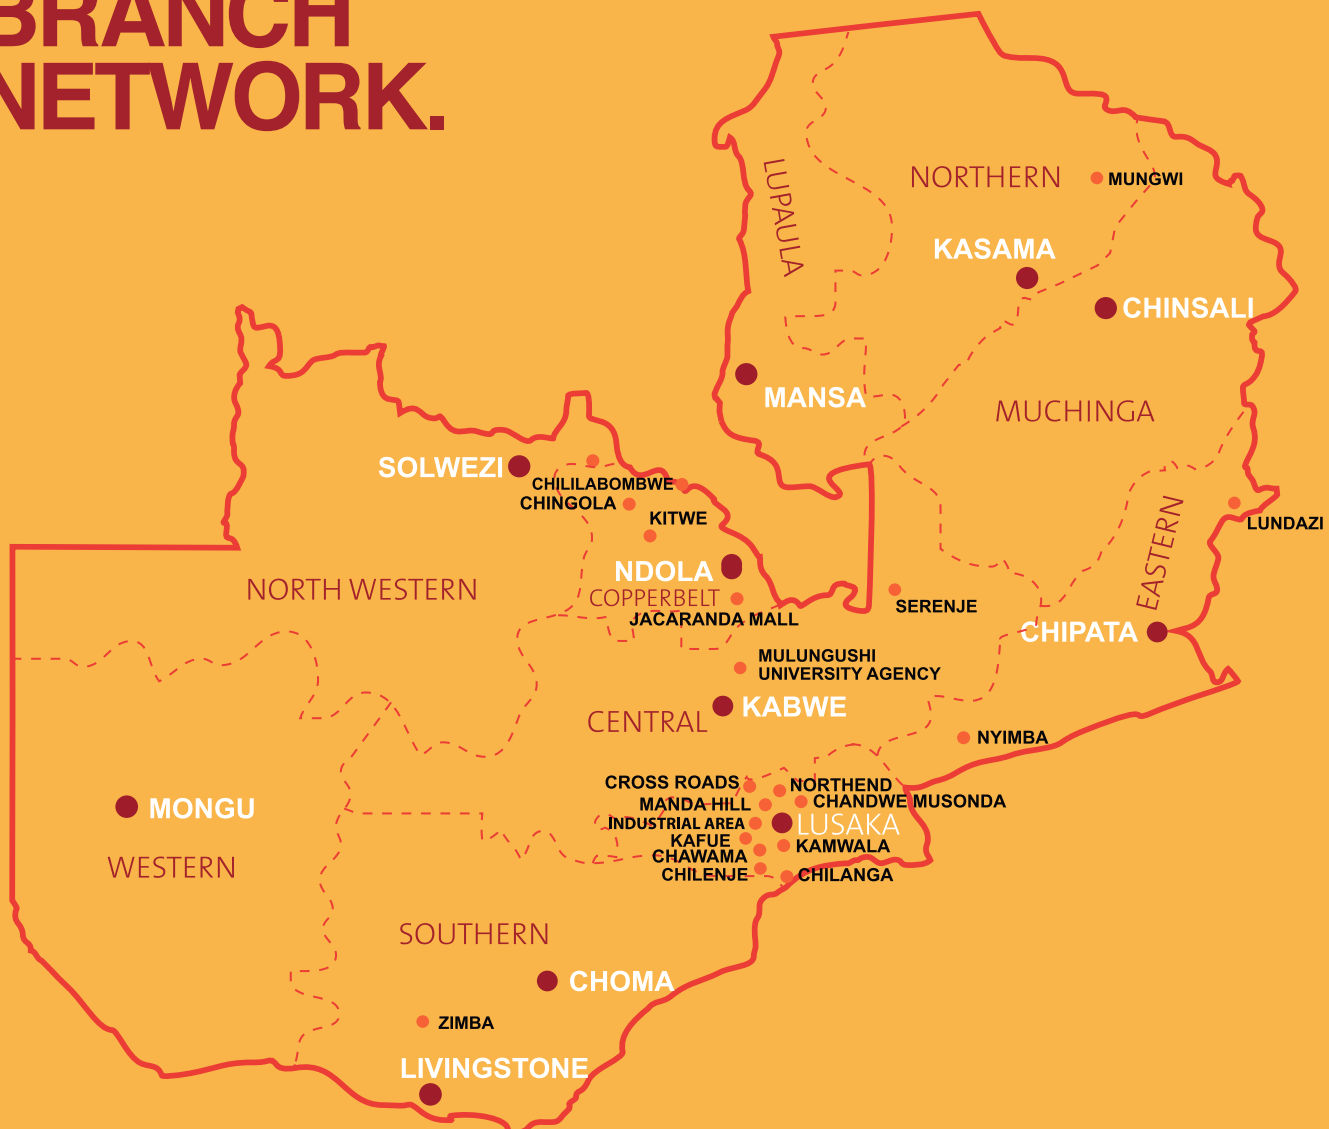 BRANCH
NETWORK.
LUPAULA
NORTHERN
MUNGWI
KASAMA
CHINSALI
MANSA
MUCHINGA
SOLWEZI
CHILILABOMBWE
CHINGOLA
KITWE
EASTERN
LUNDAZI
NDOLA
NORTH WESTERN
COPPERBELT
JACARANDA MALL
SERENJE
CHIPATA
MULUNGUSHI
UNIVERSITY AGENCY
KABWE
CENTRAL
NYIMBA
CROSS ROADS
NORTHEND
MANDA HILL
CHANDWE MUSONDA
INDUSTRIAL AREA
LUSAKA
KAFUE
KAMWALA
CHAWAMA
CHILENJE
CHILANGA
MONGU
WESTERN
SOUTHERN
CHOMA
ZIMBA
LIVINGSTONE